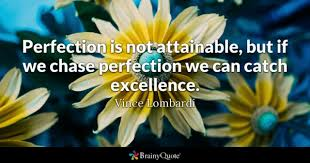 Perfection is not attainable, but if
we chase perfection we can catch
excellence.
Vince Lombardi
BrainyQuote